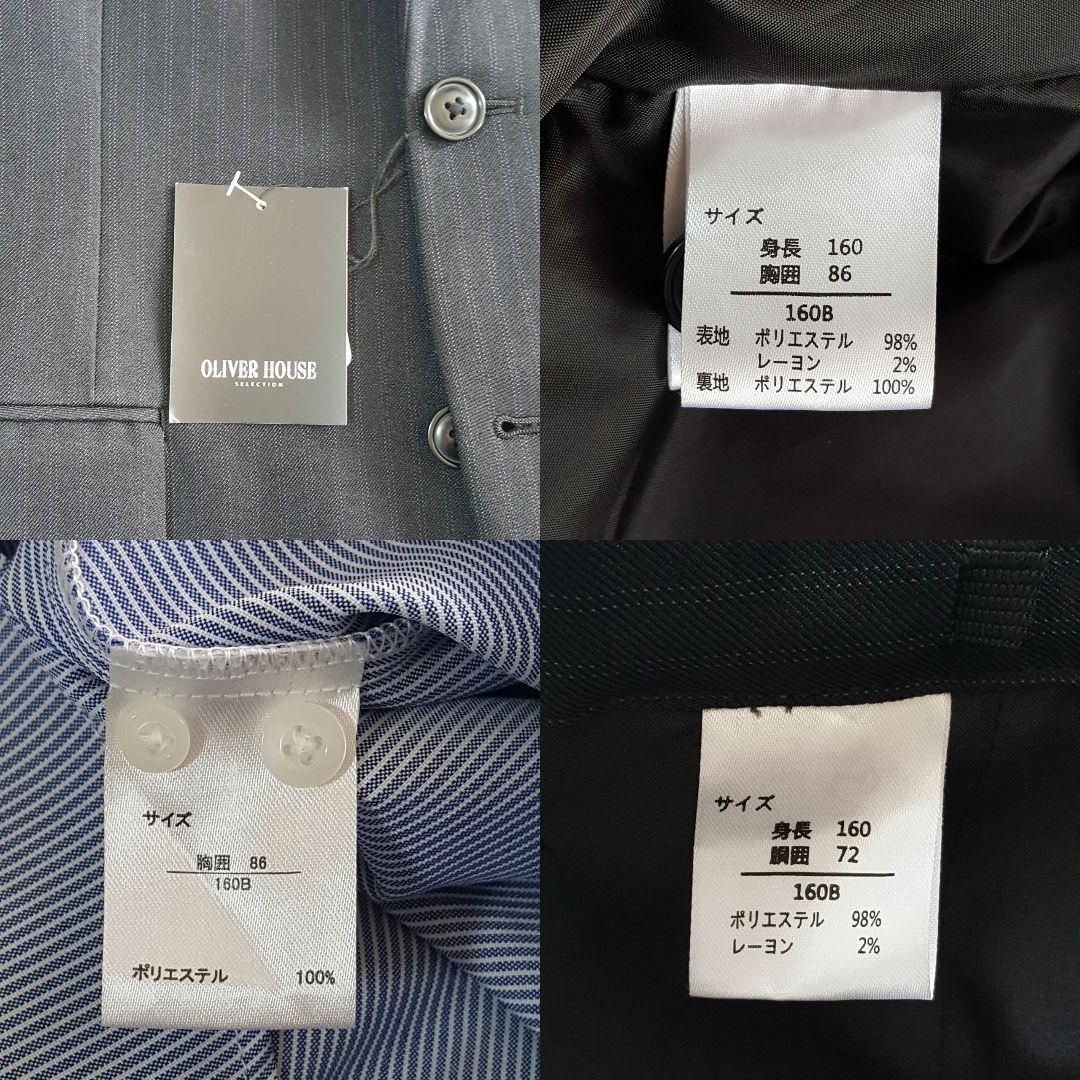 OLIVER HOUSE
SELECTION
サイズ
身長 160
胸囲 86
160B
表地 ポリエステル 98%
レーヨン 2%
裏地 ポリエステル 100%
サイズ
胸囲 86
160B
ポリエステル 100%
サイズ
身長 160
胴囲 72
160B
ポリエステル 98%
レーヨン 2%